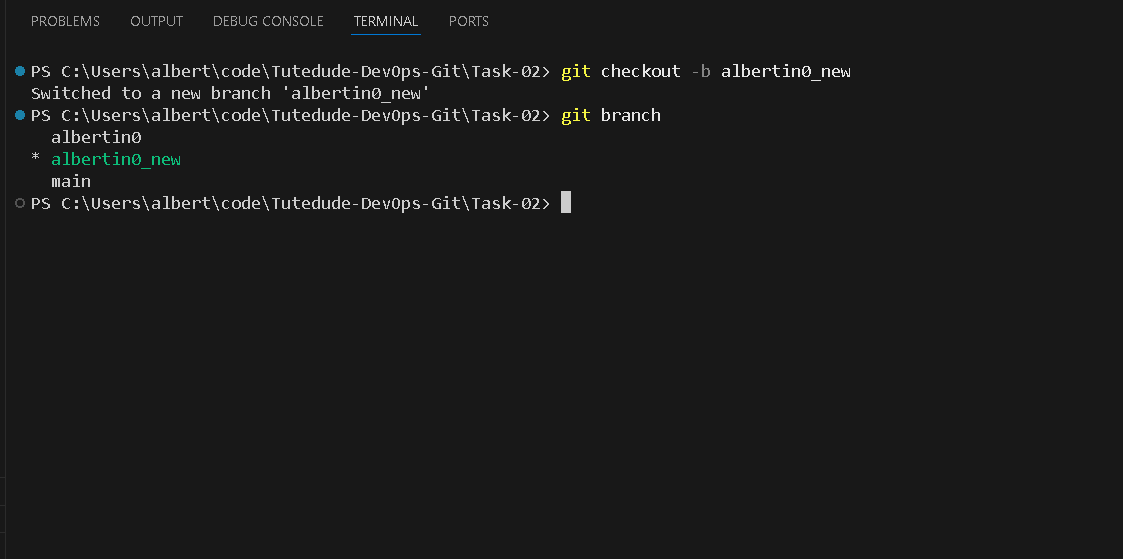 PROBLEMS OUTPUT DEBUG CONSOLE TERMINAL PORTS
PS C:\Users\albert\code\Tutedude-DevOps-Git\Task-02> git checkout -b albertin0_new
Switched to a new branch 'albertin0_new'
PS C:\Users\albert\code\Tutedude-DevOps-Git\Task-02> git branch
albertin0
* albertin0_new
main
PS C:\Users\albert\code\Tutedude-DevOps-Git\Task-02>